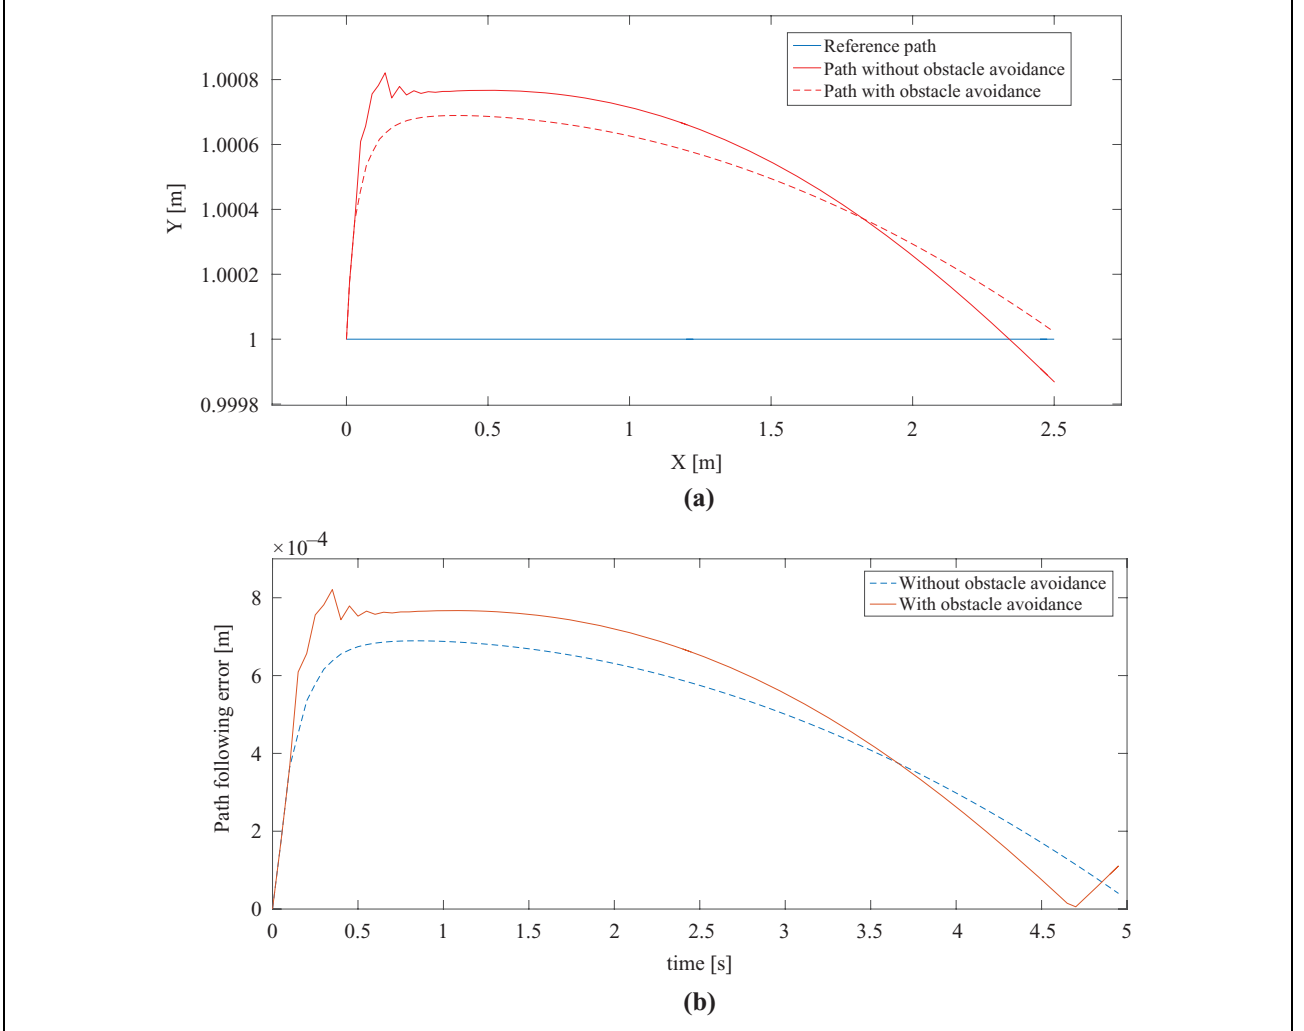 Reference path
Path without obstacle avoidance
Path with obstacle avoidance
1.0008
1.0006
1.0004
1.0002
1
0.9998
Y [m]
0 0.5 1 1.5 2 2.5
X [m]
(a)
×10–4
Without obstacle avoidance
With obstacle avoidance
8
6
4
2
0
Path following error [m]
0 0.5 1 1.5 2 2.5 3 3.5 4 4.5 5
time [s]
(b)